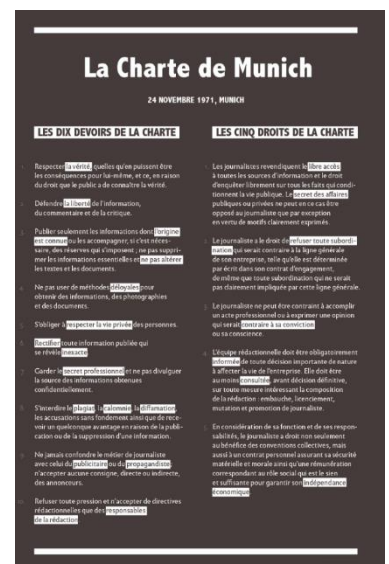 La Charte de Munich
24 NOVEMBRE 1971, MUNICH
LES DIX DEVOIRS DE LA CHARTE
1. Respecter la vérité, quelles qu'en puissent être
les conséquences pour lui-même, et ce, en raison
du droit que le public a de connaître la vérité.
2. Défendre la liberté de l'information,
du commentaire et de la critique.
3. Publier seulement les informations dont l'origine
est connue ou les accompagner, si c'est néces-
saire, des réserves qui s'imposent ; ne pas suppri-
mer les informations essentielles et ne pas altérer
les textes et les documents.
4. Ne pas user de méthodes déloyales pour
obtenir des informations, des photographies
et des documents.
5. S'obliger à respecter la vie privée des personnes.
6. Rectifier toute information publiée qui
se révèle inexacte
7. Garder le secret professionnel et ne pas divulguer
la source des informations obtenues
confidentiellement.
8. S'interdire le plagiat, la calomnie, la diffamation,
les accusations sans fondement ainsi que de rece-
voir un quelconque avantage en raison de la publi-
cation ou de la suppression d'une information.
9. Ne jamais confondre le métier de journaliste
avec celui du publicitaire ou du propagandiste;
n'accepter aucune consigne, directe ou indirecte,
des annonceurs.
10. Refuser toute pression et n'accepter de directives
rédactionnelles que des responsables
de la rédaction
LES CINQ DROITS DE LA CHARTE
1. Les journalistes revendiquent le libre accès
à toutes les sources d'information et le droit
d'enquêter librement sur tous les faits qui condi-
tionnent la vie publique. Le secret des affaires
publiques ou privées ne peut en ce cas être
opposé au journaliste que par exception
en vertu de motifs clairement exprimés.
2. Le journaliste a le droit de refuser toute subordi-
nation qui serait contraire à la ligne générale
de son entreprise, telle qu'elle est déterminée
par écrit dans son contrat d'engagement,
de même que toute subordination qui ne serait
pas clairement impliquée par cette ligne générale.
3. Le journaliste ne peut être contraint à accomplir
un acte professionnel ou à exprimer une opinion
qui serait contraire à sa conviction
ou sa conscience.
4. L'équipe rédactionnelle doit être obligatoirement
informée de toute décision importante de nature
à affecter la vie de l'entreprise. Elle doit être
au moins consultée, avant décision définitive,
sur toute mesure intéressant la composition
de la rédaction : embauche, licenciement,
mutation et promotion de journaliste.
5. En considération de sa fonction et de ses respon-
sabilités, le journaliste a droit non seulement
au bénéfice des conventions collectives, mais
aussi à un contrat personnel assurant sa sécurité
matérielle et morale ainsi qu'une rémunération
correspondant au rôle social qui est le sien
et suffisante pour garantir son indépendance
économique